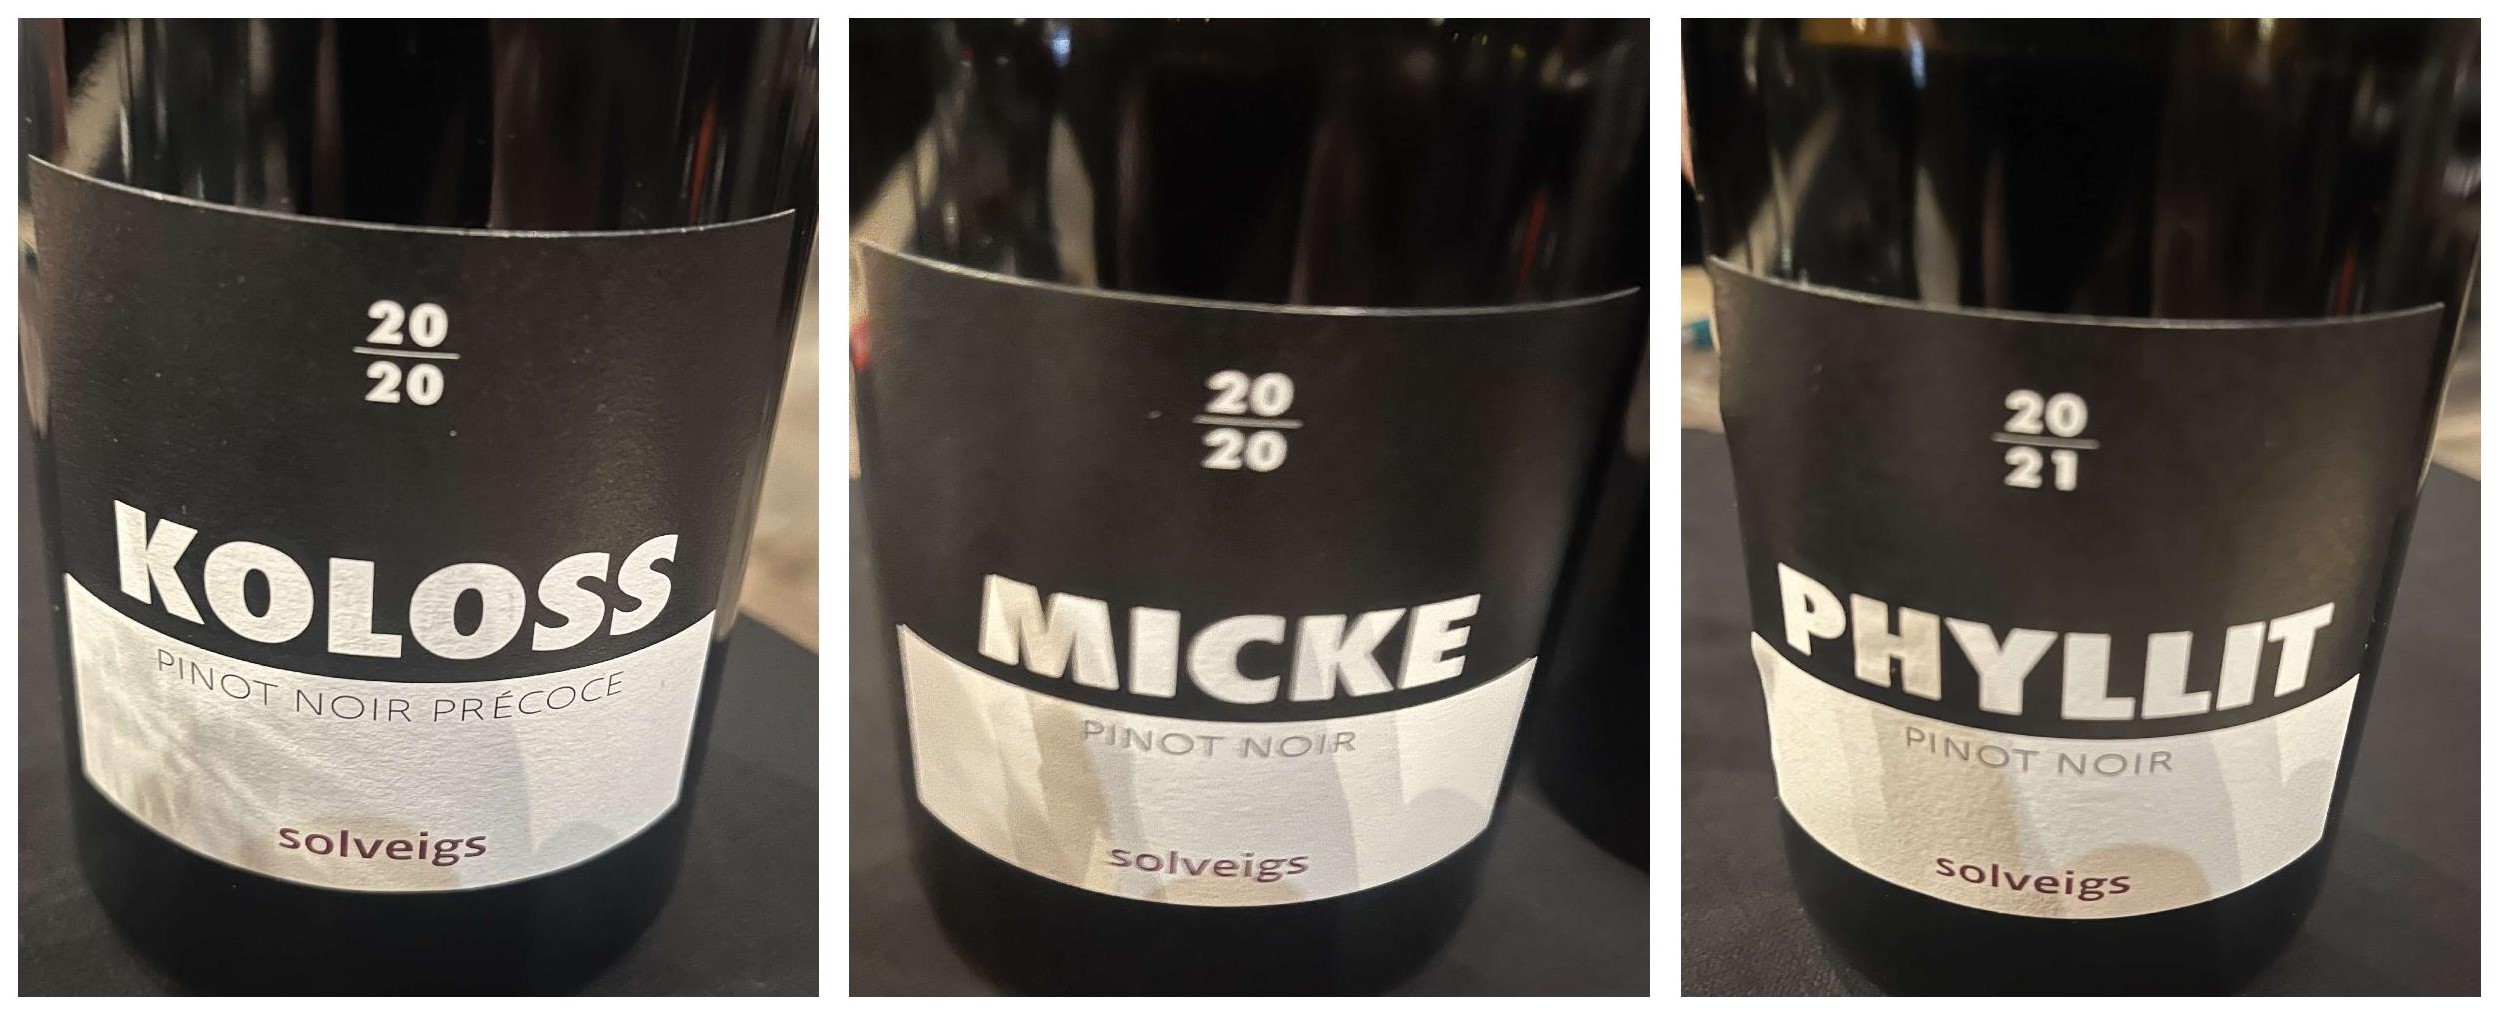 20
20
KOLOSS
PINOT NOIR PRÉCOCE
solveigs
20
20
MICKE
PINOT NOIR
solveigs
20
21
PHYLLIT
PINOT NOIR
solveigs